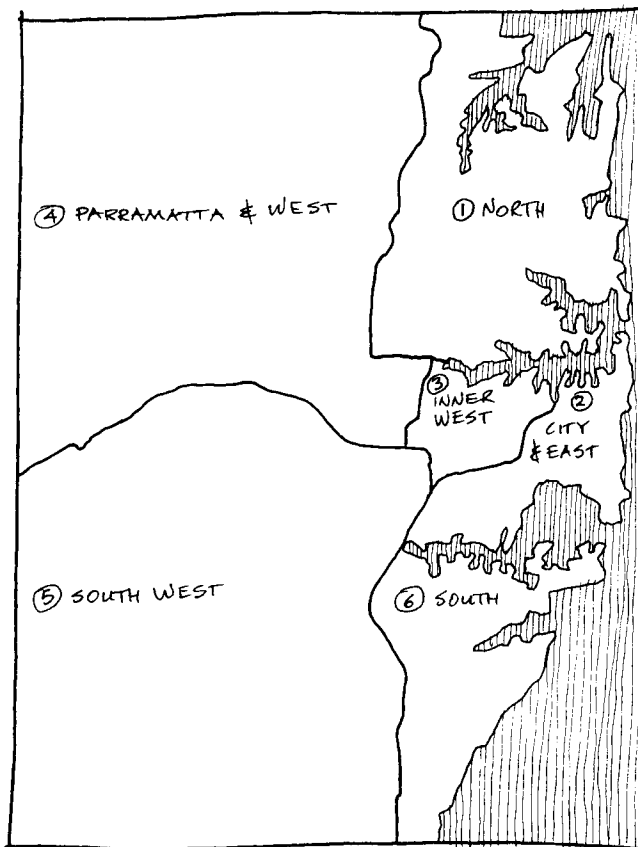 ④ PARRAMATTA & WEST
① NORTH
③
INNER
WEST
②
CITY
& EAST
⑤ SOUTH WEST
⑥ SOUTH